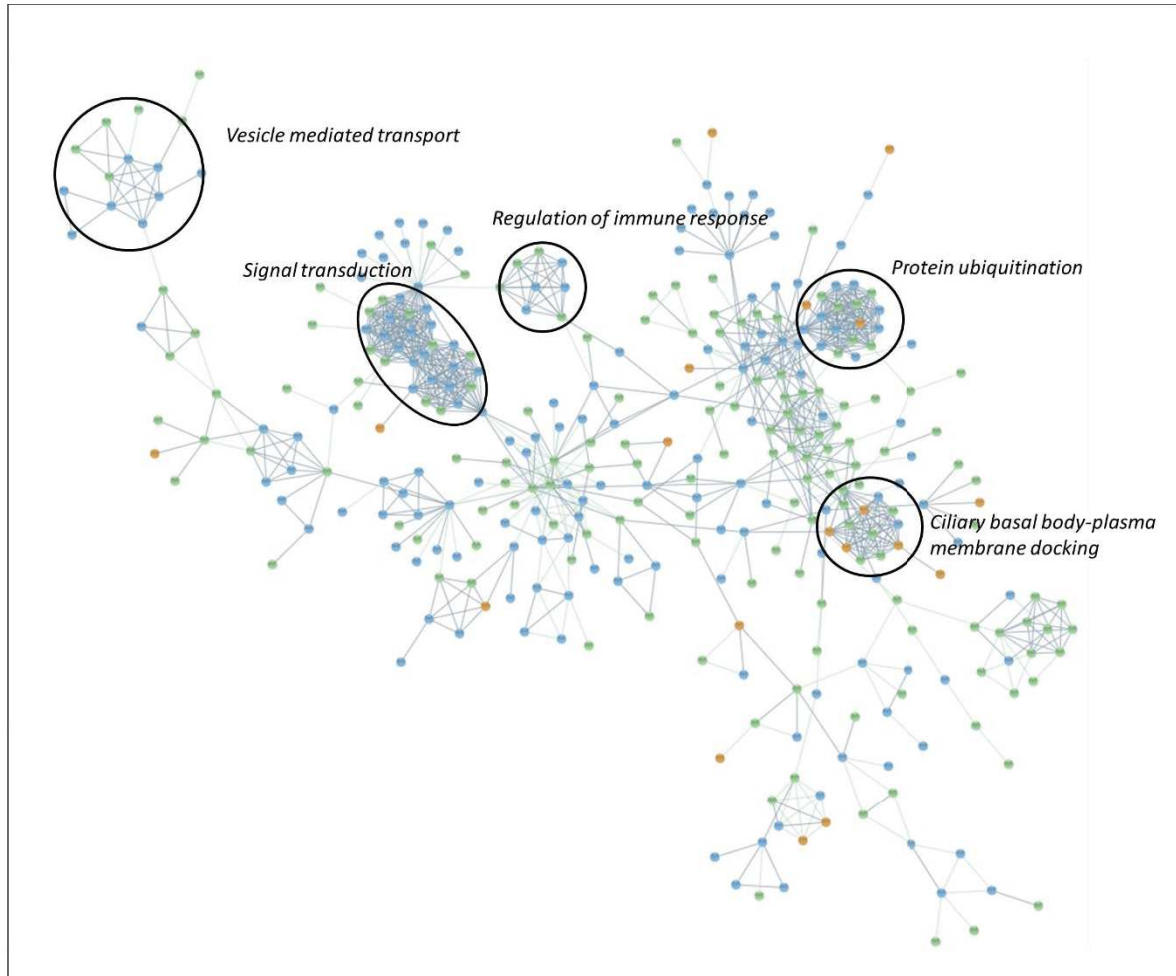 Vesicle mediated transport
Regulation of immune response
Signal transduction
Protein ubiquitination
Ciliary basal body-plasma
membrane docking